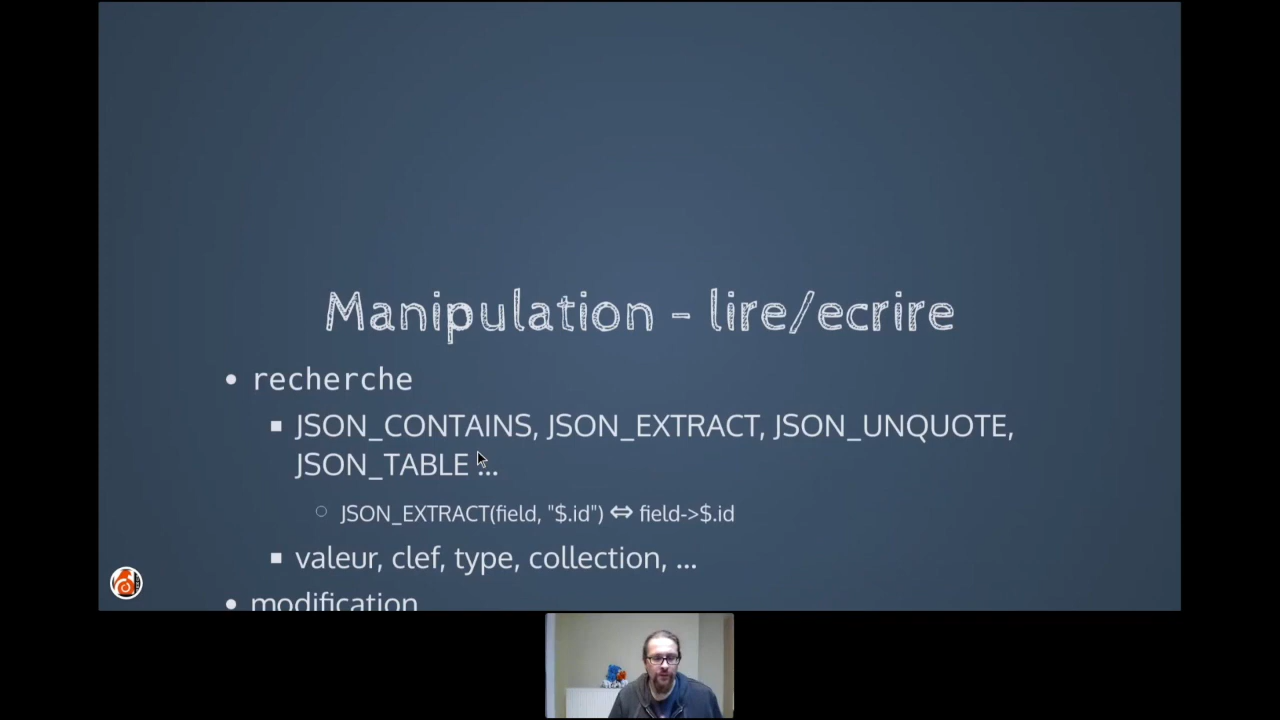 Manipulation - lire/ecrire
recherche
JSON_CONTAINS, JSON_EXTRACT, JSON_UNQUOTE,
JSON_TABLE ...
JSON_EXTRACT(field, "$.id") ⇔ field->$.id
valeur, clef, type, collection, ...
modification